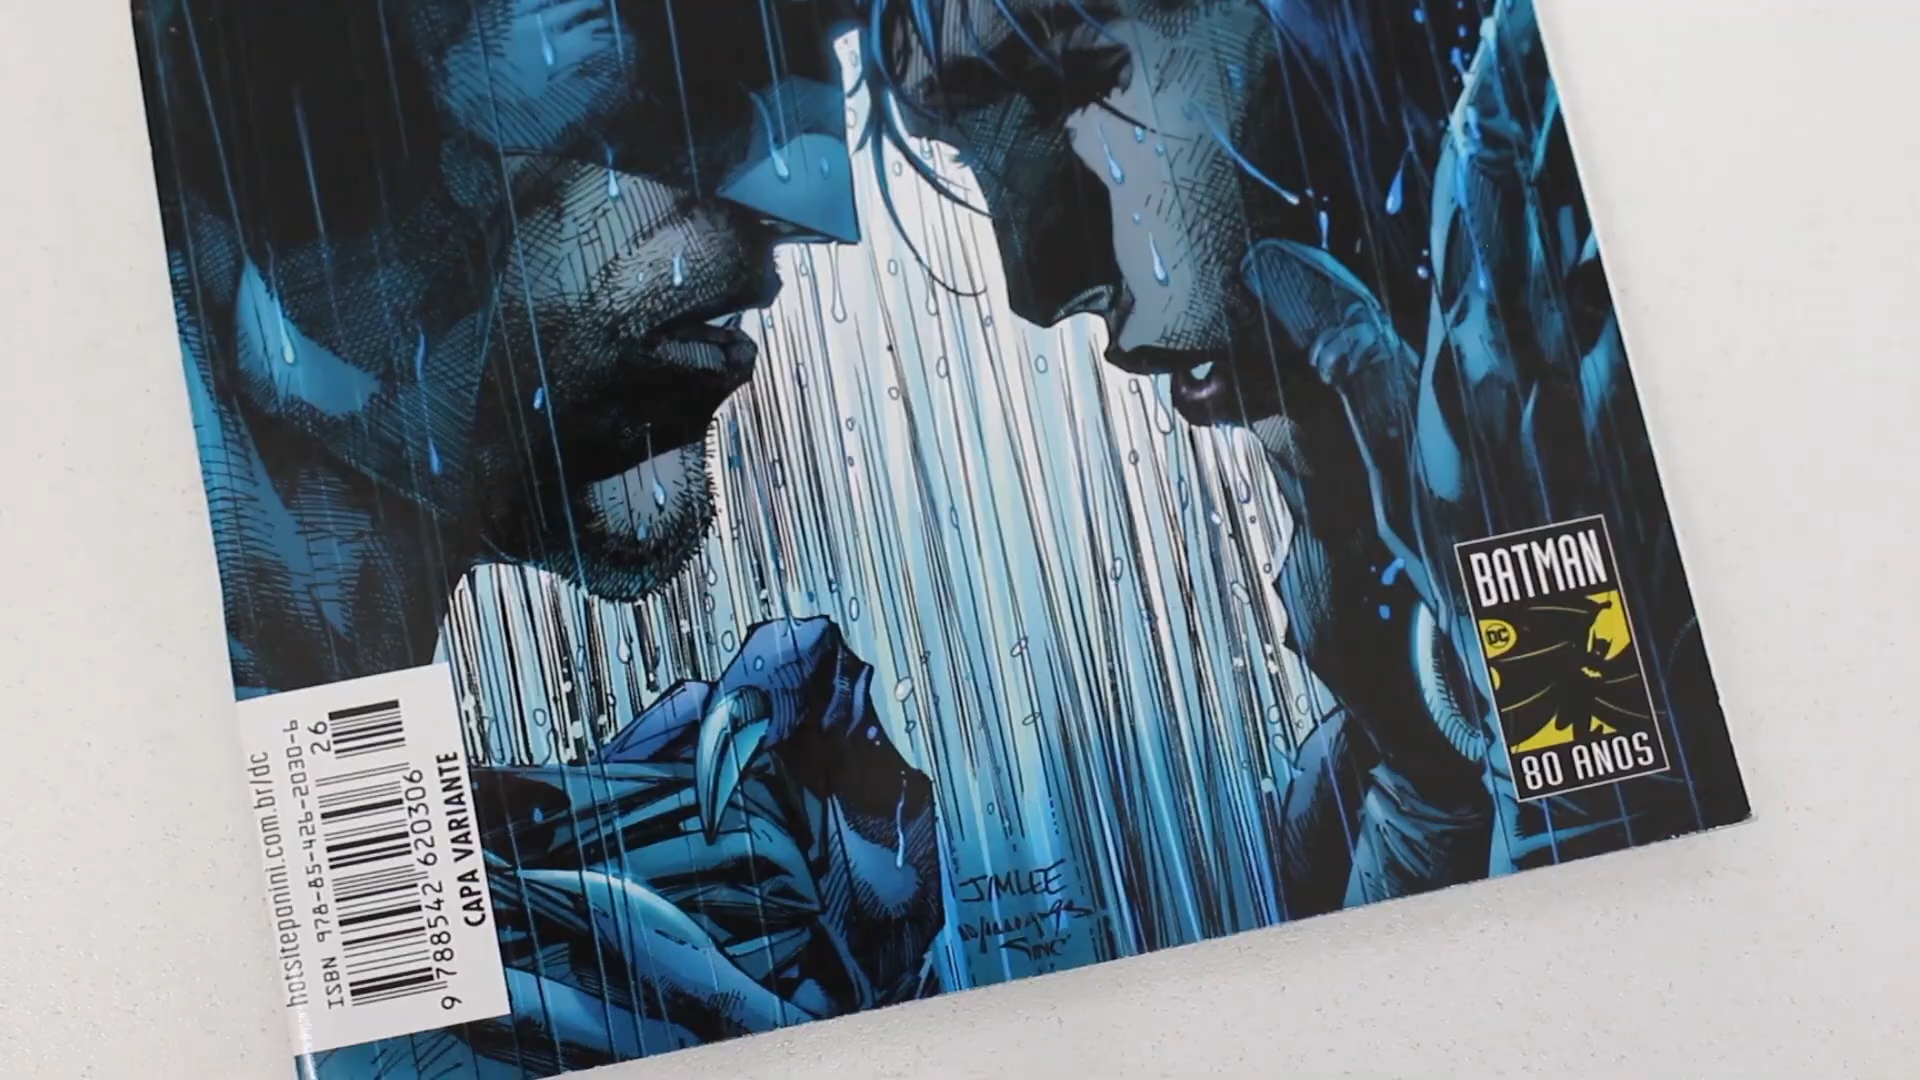 BATMAN
DC
80 ANOS
hotsitepanini.com.br/dc
ISBN 978-85-426-2030-6
26
9 788542 620306
CAPA VARIANTE
JIM LEE